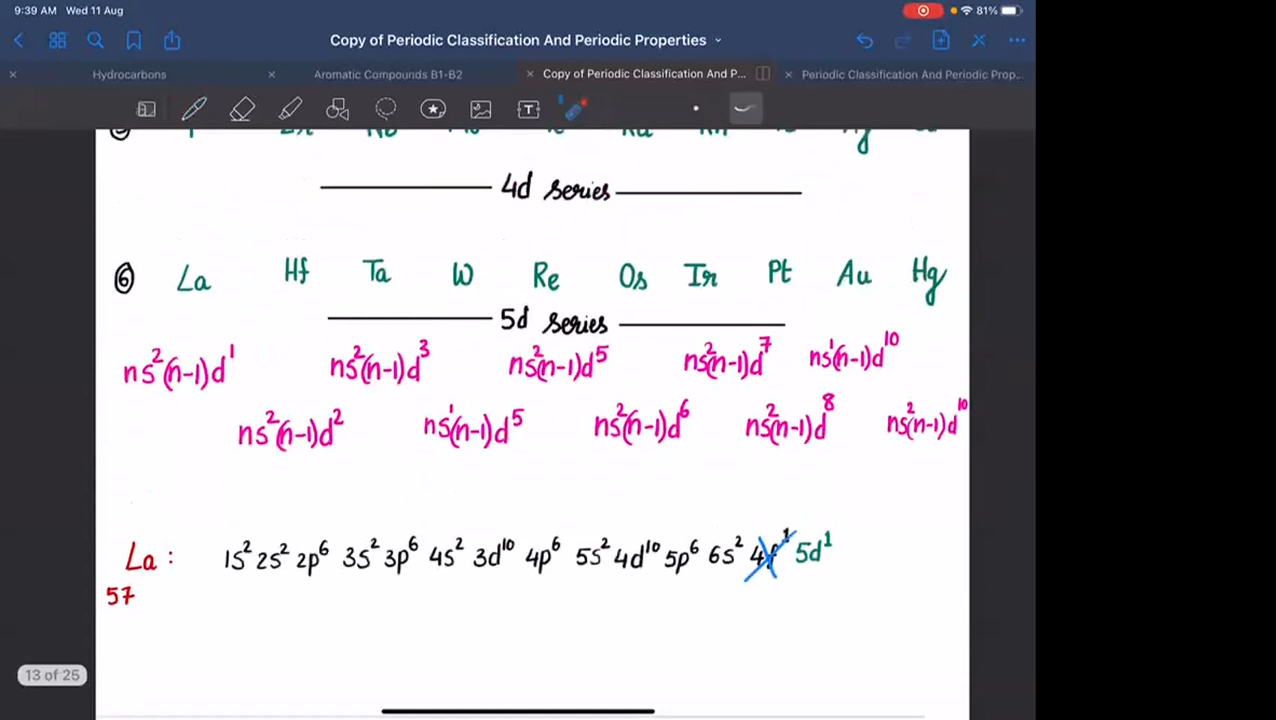 9:39 AM Wed 11 Aug
81%
Copy of Periodic Classification And Periodic Properties
Hydrocarbons
Aromatic Compounds B1-B2
Copy of Periodic Classification And P...
Periodic Classification And Periodic Prop...
4d series
⑥ La Hf Ta W Re Os Ir Pt Au Hg
5d series
ns²(n-1)d¹ ns²(n-1)d³ ns²(n-1)d⁵ ns²(n-1)d⁷ ns¹(n-1)d¹⁰
ns²(n-1)d² ns¹(n-1)d⁵ ns²(n-1)d⁶ ns²(n-1)d⁸ ns²(n-1)d¹⁰
La : 1s² 2s² 2p⁶ 3s² 3p⁶ 4s² 3d¹⁰ 4p⁶ 5s² 4d¹⁰ 5p⁶ 6s² 4f¹ 5d¹
57
13 of 25